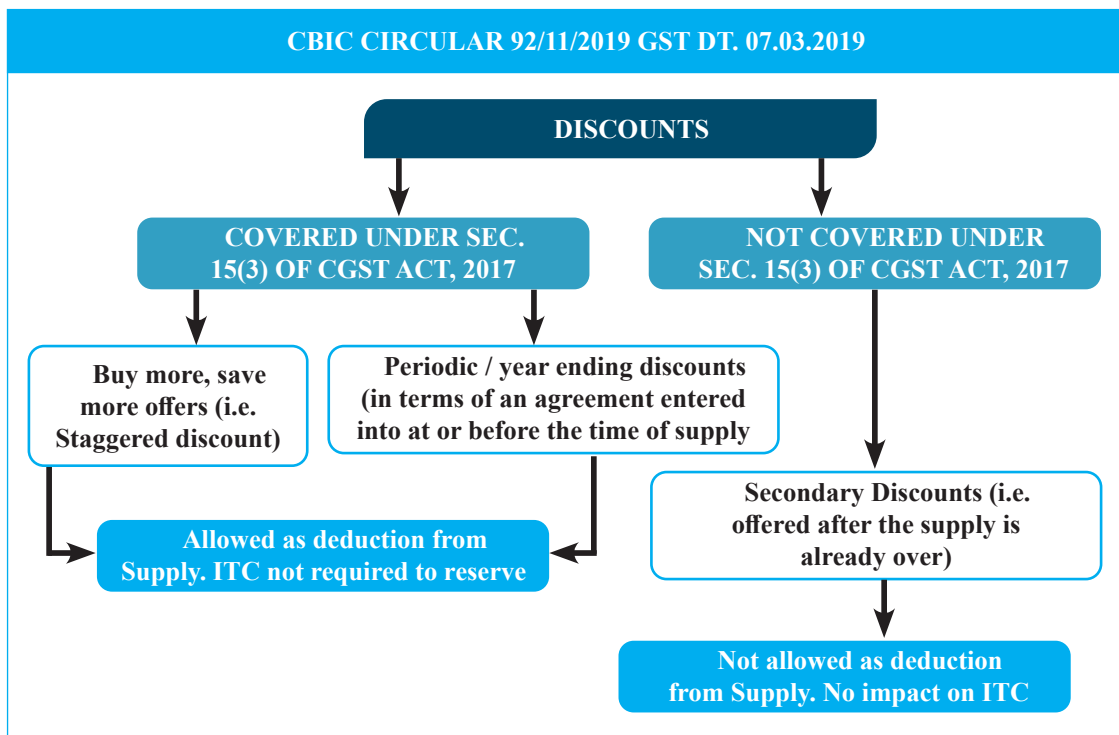 CBIC CIRCULAR 92/11/2019 GST DT. 07.03.2019
DISCOUNTS
COVERED UNDER SEC.
15(3) OF CGST ACT, 2017
NOT COVERED UNDER
SEC. 15(3) OF CGST ACT, 2017
Buy more, save
more offers (i.e.
Staggered discount)
Periodic / year ending discounts
(in terms of an agreement entered
into at or before the time of supply
Secondary Discounts (i.e.
offered after the supply is
already over)
Allowed as deduction from
Supply. ITC not required to reserve
Not allowed as deduction
from Supply. No impact on ITC